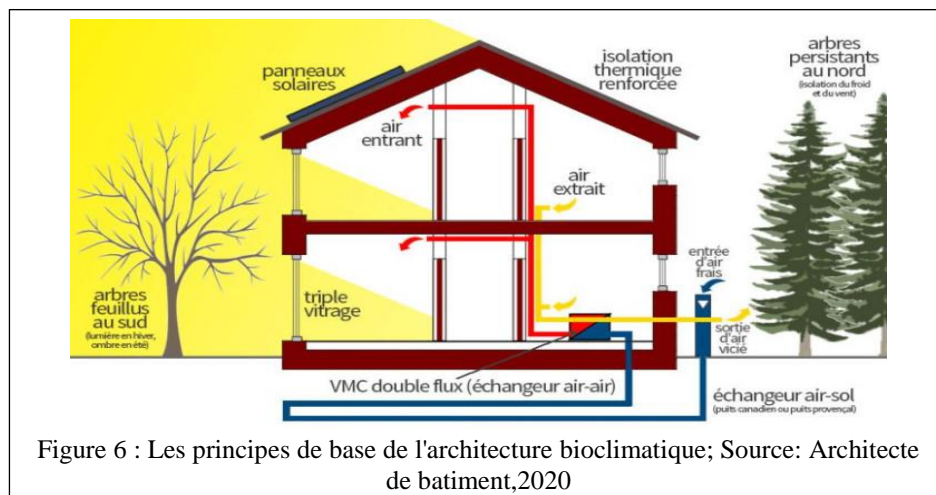 panneaux
solaires
isolation
thermique
renforcée
arbres
persistants
au nord
(isolation du froid
et du vent)
air
entrant
air
extrait
entrée
d'air
frais
arbres
feuillus
au sud
(lumière en hiver,
ombre en été)
triple
vitrage
sortie
d'air
vicié
VMC double flux (échangeur air-air)
échangeur air-sol
(puits canadien ou puits provençal)
Figure 6 : Les principes de base de l'architecture bioclimatique; Source: Architecte
de batiment,2020